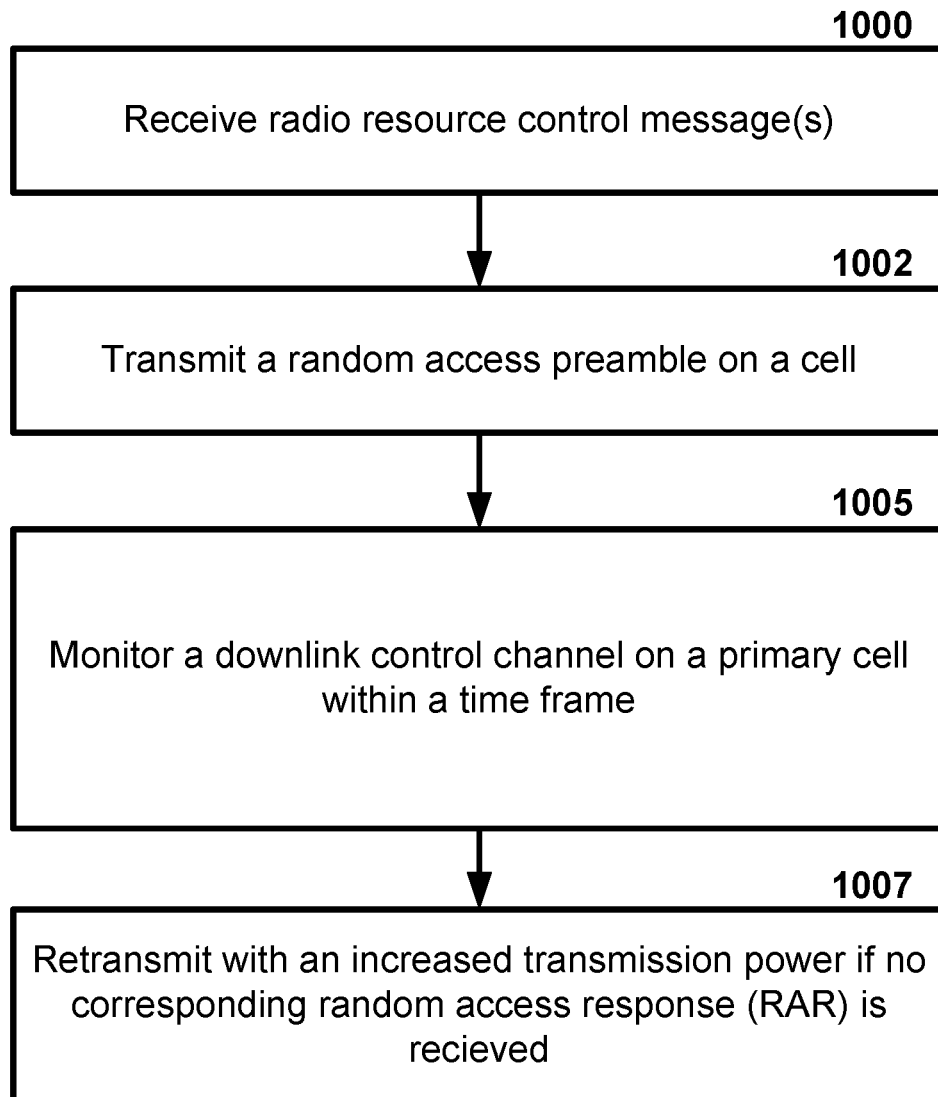 1000
Receive radio resource control message(s)
1002
Transmit a random access preamble on a cell
1005
Monitor a downlink control channel on a primary cell
within a time frame
1007
Retransmit with an increased transmission power if no
corresponding random access response (RAR) is
recieved